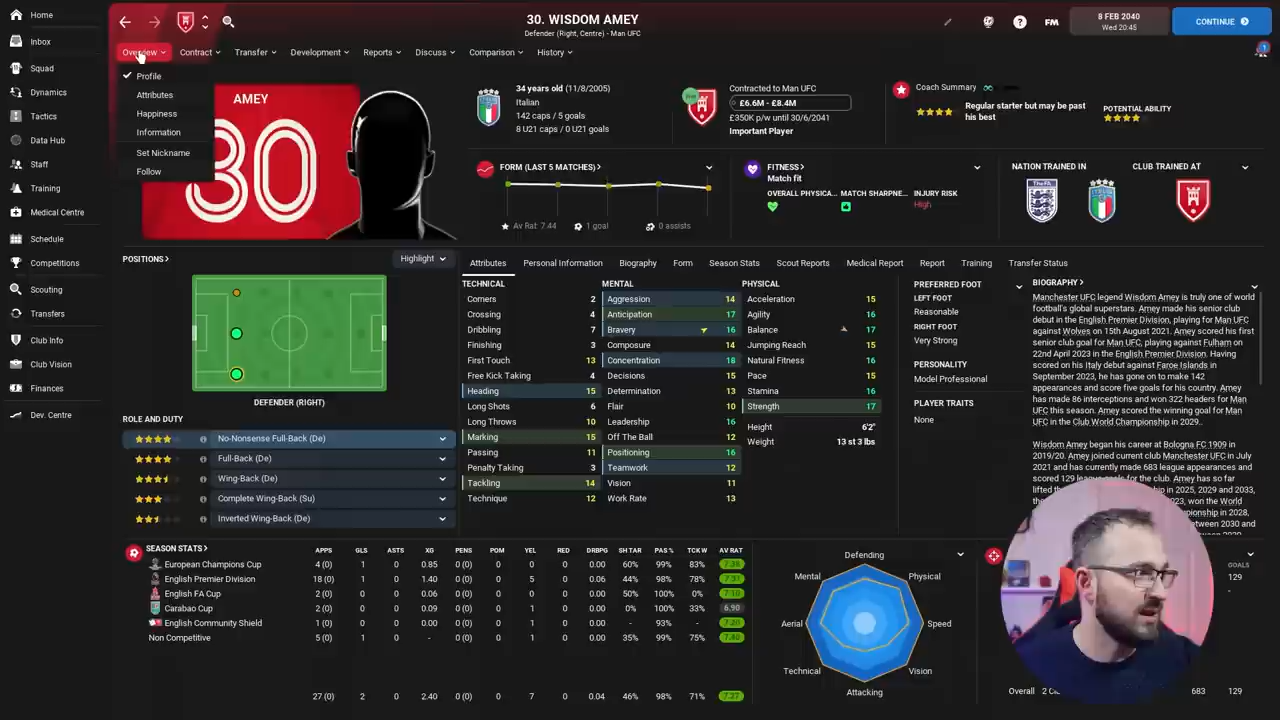 Home
Inbox
Squad
Dynamics
Tactics
Data Hub
Staff
Training
Medical Centre
Schedule
Competitions
Scouting
Transfers
Club Info
Club Vision
Finances
Dev. Centre
30. WISDOM AMEY
Defender (Right, Centre) - Man UFC
FM
8 FEB 2040
Wed 20:45
CONTINUE
1
Overview
Contract
Transfer
Development
Reports
Discuss
Comparison
History
Profile
Attributes
Happiness
Information
Set Nickname
Follow
AMEY
30
34 years old (11/8/2005)
Italian
142 caps / 5 goals
8 U21 caps / 0 U21 goals
Contracted to Man UFC
£6.6M - £8.4M
£350K p/w until 30/6/2041
Important Player
Coach Summary
Regular starter but may be past
his best
POTENTIAL
ABILITY
FORM (LAST 5 MATCHES)
Av Rat: 7.44
1 goal
0 assists
FITNESS
Match fit
OVERALL PHYSICA...
MATCH SHARPNE...
INJURY RISK
High
NATION TRAINED IN
CLUB TRAINED AT
POSITIONS
Highlight
DEFENDER (RIGHT)
ROLE AND DUTY
No-Nonsense Full-Back (De)
Full-Back (De)
Wing-Back (De)
Complete Wing-Back (Su)
Inverted Wing-Back (De)
Attributes
Personal Information
Biography
Form
Season Stats
Scout Reports
Medical Report
Report
Training
Transfer Status
TECHNICAL
Corners 2
Crossing 4
Dribbling 7
Finishing 3
First Touch 13
Free Kick Taking 4
Heading 15
Long Shots 6
Long Throws 10
Marking 15
Passing 11
Penalty Taking 3
Tackling 14
Technique 12
MENTAL
Aggression 14
Anticipation 17
Bravery 16
Composure 14
Concentration 18
Decisions 15
Determination 13
Flair 10
Leadership 16
Off The Ball 12
Positioning 16
Teamwork 12
Vision 11
Work Rate 13
PHYSICAL
Acceleration 15
Agility 16
Balance 17
Jumping Reach 15
Natural Fitness 16
Pace 15
Stamina 16
Strength 17
Height 6'2"
Weight 13 st 3 lbs
PREFERRED FOOT
LEFT FOOT
Reasonable
RIGHT FOOT
Very Strong
PERSONALITY
Model Professional
PLAYER TRAITS
None
BIOGRAPHY
Manchester UFC legend Wisdom Amey is truly one of world
football's global superstars. Amey made his senior club
debut in the English Premier Division, playing for Man UFC
against Wolves on 15th August 2021. Amey scored his first
senior club goal for Man UFC, playing against Fulham on
22nd April 2023 in the English Premier Division. Having
scored on his Italy debut against Faroe Islands in
September 2023, he has gone on to make 142
appearances and score five goals for his country. Amey
has made 86 interceptions and won 322 headers for Man
UFC this season. Amey scored the winning goal for Man
UFC in the Club World Championship in 2029..
Wisdom Amey began his career at Bologna FC 1909 in
2019/20. Amey joined current club Manchester UFC in July
2021 and has currently made 683 league appearances and
scored 129 league goals for the club. Amey has so far
SEASON STATS
APPS GLS ASTS XG PENS POM YEL RED DRBPG SH TAR PAS % TCK W AV RAT
European Champions Cup 4 (0) 1 0 0.85 0 (0) 0 0 0 0.00 60% 99% 83% 7.38
English Premier Division 18 (0) 1 0 1.40 0 (0) 0 5 0 0.06 44% 98% 78% 7.31
English FA Cup 2 (0) 0 0 0.06 0 (0) 0 0 0 0.00 50% 100% 0% 7.10
Carabao Cup 2 (0) 0 0 0.09 0 (0) 0 1 0 0.00 0% 100% 33% 6.90
English Community Shield 1 (0) 0 0 0.00 0 (0) 0 1 0 0.00 - 93% - 7.20
Non Competitive 5 (0) 1 0 - 0 (0) 0 1 0 0.00 35% 99% 75% 7.40
27 (0) 2 0 2.40 0 (0) 0 7 0 0.04 46% 98% 71% 7.27
Defending
Physical
Speed
Vision
Attacking
Technical
Aerial
Mental
GOALS
129
-
Overall
683
129